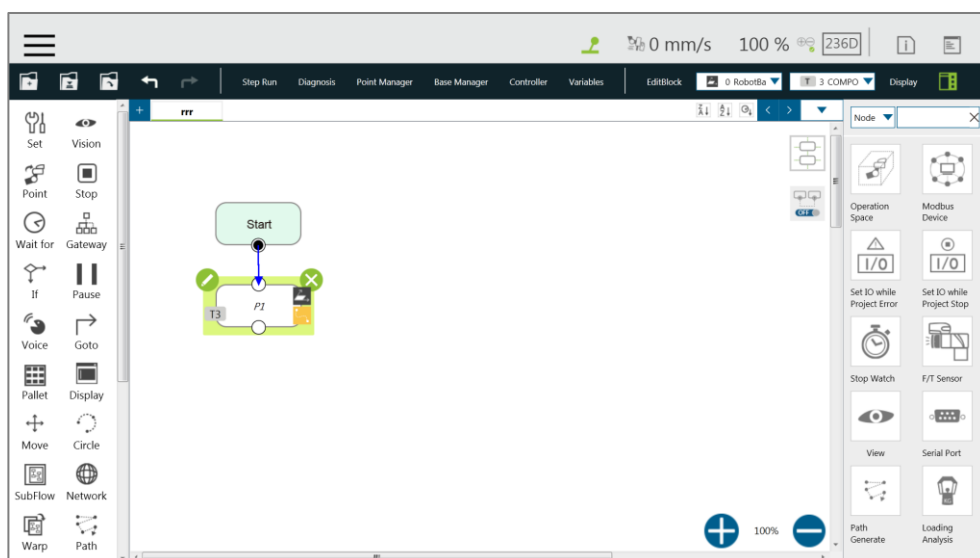 0 mm/s 100 % 236D
Step Run Diagnosis Point Manager Base Manager Controller Variables EditBlock 0 RobotBa T 3 COMPO Display
rrr
Node
Set Vision
Point Stop
Wait for Gateway
If Pause
Voice Goto
Pallet Display
Move Circle
SubFlow Network
Warp Path
Start
P1
T3
OFF
100%
Operation
Space
Modbus
Device
I/O
Set IO while
Project Error
I/O
Set IO while
Project Stop
Stop Watch F/T Sensor
View Serial Port
Path
Generate
Loading
Analysis